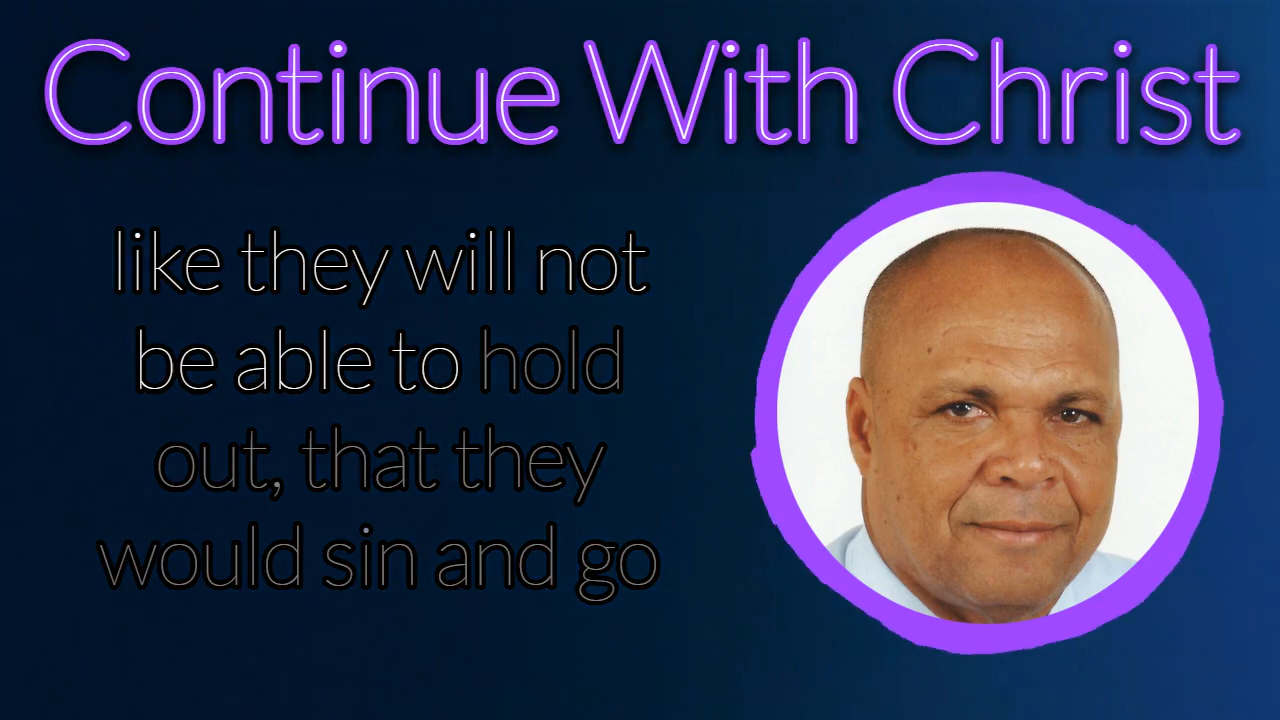 Continue With Christ
like they will not
be able to hold
out, that they
would sin and go